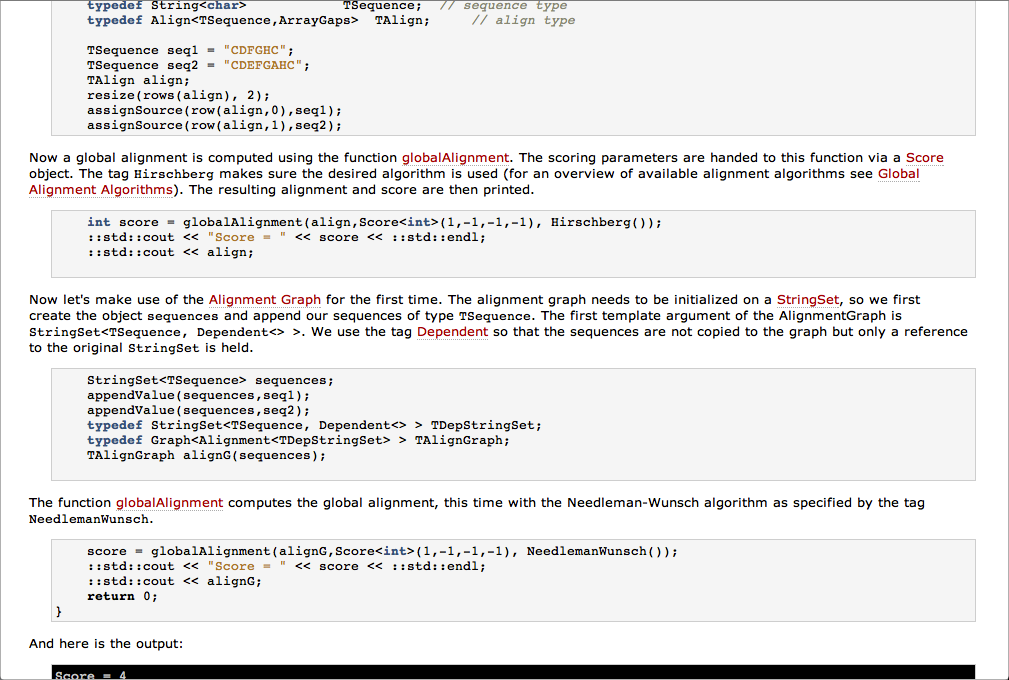 typedef String<char>            TSequence;  // sequence type
typedef Align<TSequence,ArrayGaps>  TAlign;     // align type
TSequence seq1 = "CDFGHC";
TSequence seq2 = "CDEFGAHC";
TAlign align;
resize(rows(align), 2);
assignSource(row(align,0),seq1);
assignSource(row(align,1),seq2);
Now a global alignment is computed using the function globalAlignment. The scoring parameters are handed to this function via a Score
object. The tag Hirschberg makes sure the desired algorithm is used (for an overview of available alignment algorithms see Global
Alignment Algorithms). The resulting alignment and score are then printed.
int score = globalAlignment(align,Score<int>(1,-1,-1,-1), Hirschberg());
::std::cout << "Score = " << score << ::std::endl;
::std::cout << align;
Now let's make use of the Alignment Graph for the first time. The alignment graph needs to be initialized on a StringSet, so we first
create the object sequences and append our sequences of type TSequence. The first template argument of the AlignmentGraph is
StringSet<TSequence, Dependent<> >. We use the tag Dependent so that the sequences are not copied to the graph but only a reference
to the original StringSet is held.
StringSet<TSequence> sequences;
appendValue(sequences,seq1);
appendValue(sequences,seq2);
typedef StringSet<TSequence, Dependent<> > TDepStringSet;
typedef Graph<Alignment<TDepStringSet> > TAlignGraph;
TAlignGraph alignG(sequences);
The function globalAlignment computes the global alignment, this time with the Needleman-Wunsch algorithm as specified by the tag
NeedlemanWunsch.
score = globalAlignment(alignG,Score<int>(1,-1,-1,-1), NeedlemanWunsch());
::std::cout << "Score = " << score << ::std::endl;
::std::cout << alignG;
return 0;
}
And here is the output:
Score = 4